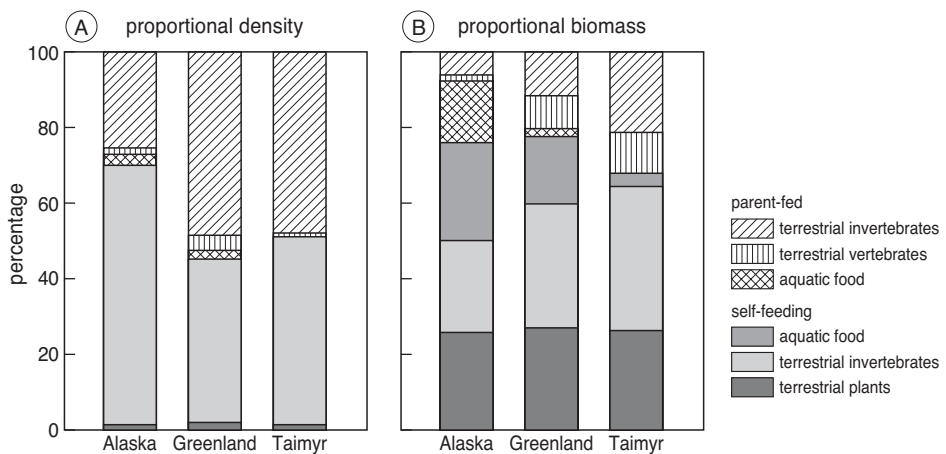 A proportional density
B proportional biomass
percentage
100
80
60
40
20
0
Alaska Greenland Taimyr
Alaska Greenland Taimyr
parent-fed
terrestrial invertebrates
terrestrial vertebrates
aquatic food
self-feeding
aquatic food
terrestrial invertebrates
terrestrial plants